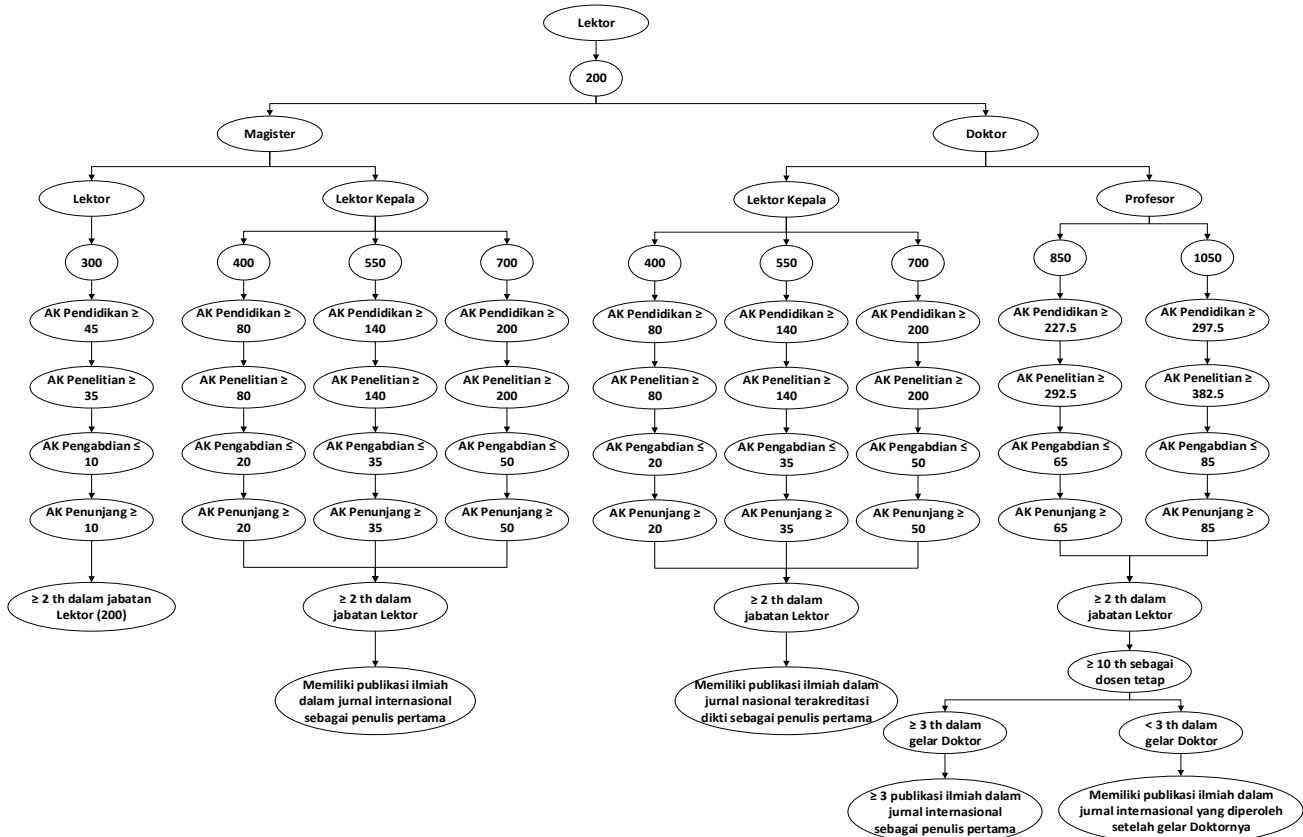 Lektor
200
Magister
Doktor
Lektor
Lektor Kepala
Lektor Kepala
Profesor
300
400
550
700
400
550
700
850
1050
AK Pendidikan ≥
45
AK Pendidikan ≥
80
AK Pendidikan ≥
140
AK Pendidikan ≥
200
AK Pendidikan ≥
80
AK Pendidikan ≥
140
AK Pendidikan ≥
200
AK Pendidikan ≥
227.5
AK Pendidikan ≥
297.5
AK Penelitian ≥
35
AK Penelitian ≥
80
AK Penelitian ≥
140
AK Penelitian ≥
200
AK Penelitian ≥
80
AK Penelitian ≥
140
AK Penelitian ≥
200
AK Penelitian ≥
292.5
AK Penelitian ≥
382.5
AK Pengabdian ≤
10
AK Pengabdian ≤
20
AK Pengabdian ≤
35
AK Pengabdian ≤
50
AK Pengabdian ≤
20
AK Pengabdian ≤
35
AK Pengabdian ≤
50
AK Pengabdian ≤
65
AK Pengabdian ≤
85
AK Penunjang ≥
10
AK Penunjang ≥
20
AK Penunjang ≥
35
AK Penunjang ≥
50
AK Penunjang ≥
20
AK Penunjang ≥
35
AK Penunjang ≥
50
AK Penunjang ≥
65
AK Penunjang ≥
85
≥ 2 th dalam jabatan
Lektor (200)
≥ 2 th dalam
jabatan Lektor
≥ 2 th dalam
jabatan Lektor
≥ 2 th dalam
jabatan Lektor
Memiliki publikasi ilmiah
dalam jurnal internasional
sebagai penulis pertama
Memiliki publikasi ilmiah dalam
jurnal nasional terakreditasi
dikti sebagai penulis pertama
≥ 10 th sebagai
dosen tetap
≥ 3 th dalam
gelar Doktor
< 3 th dalam
gelar Doktor
≥ 3 publikasi ilmiah dalam
jurnal internasional
sebagai penulis pertama
Memiliki publikasi ilmiah dalam
jurnal internasional yang diperoleh
setelah gelar Doktornya